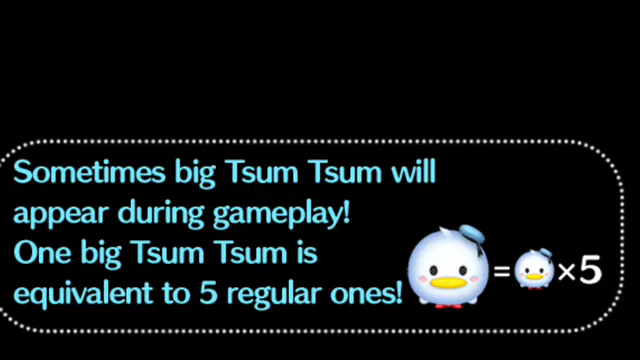 Sometimes big Tsum Tsum will
appear during gameplay!
One big Tsum Tsum is
equivalent to 5 regular ones!
=×5